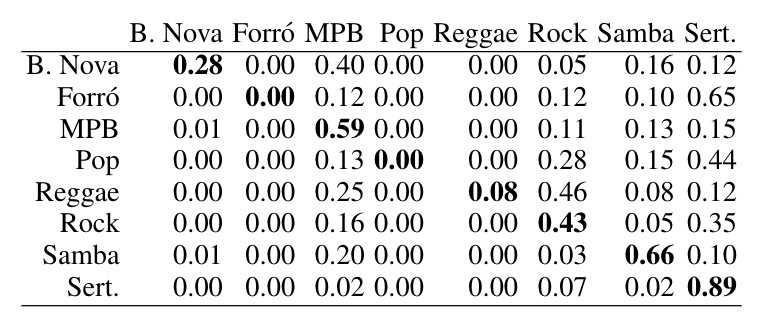 B. Nova Forró MPB Pop Reggae Rock Samba Sert.
B. Nova 0.28 0.00 0.40 0.00 0.00 0.05 0.16 0.12
Forró 0.00 0.00 0.12 0.00 0.00 0.12 0.10 0.65
MPB 0.01 0.00 0.59 0.00 0.00 0.11 0.13 0.15
Pop 0.00 0.00 0.13 0.00 0.00 0.28 0.15 0.44
Reggae 0.00 0.00 0.25 0.00 0.08 0.46 0.08 0.12
Rock 0.00 0.00 0.16 0.00 0.00 0.43 0.05 0.35
Samba 0.01 0.00 0.20 0.00 0.00 0.03 0.66 0.10
Sert. 0.00 0.00 0.02 0.00 0.00 0.07 0.02 0.89